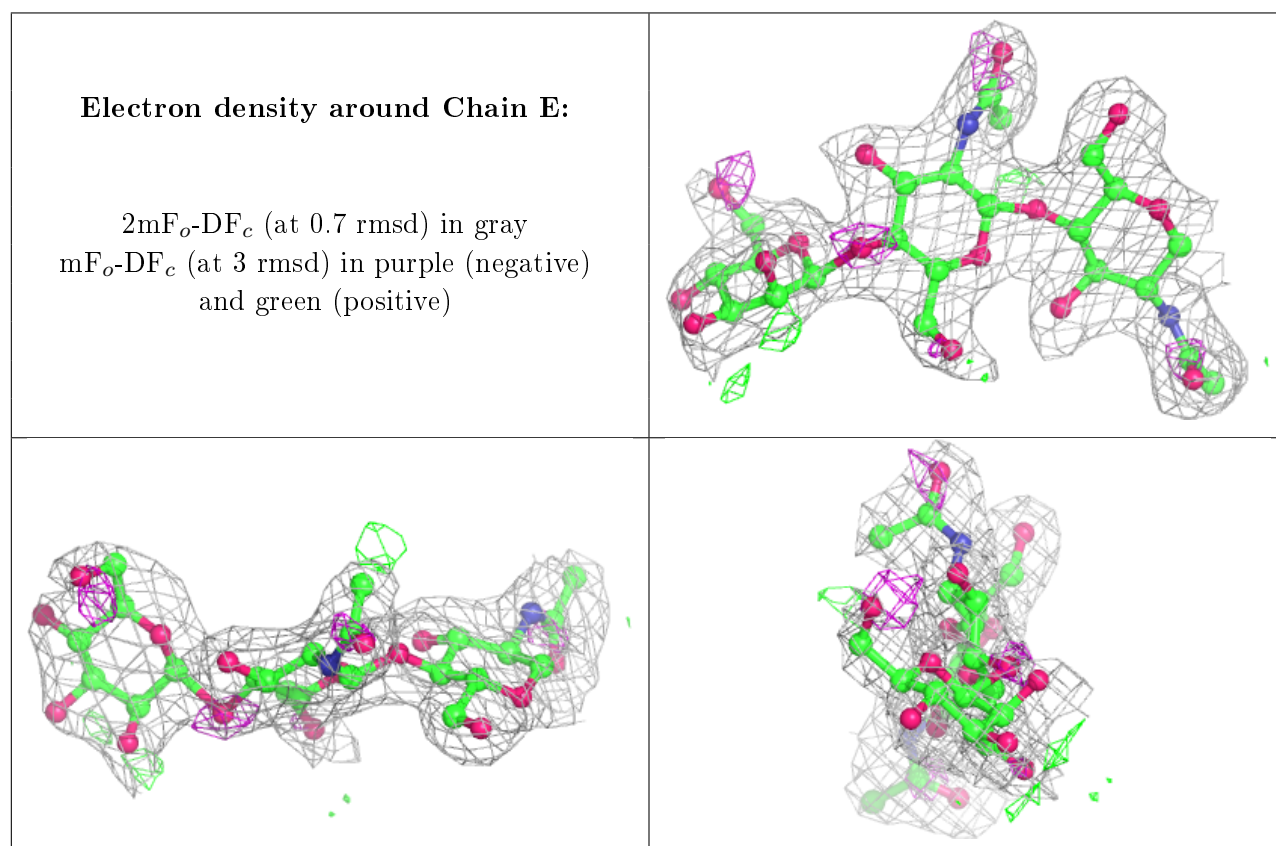 Electron density around Chain E:
2mFₒ-DF𝒸 (at 0.7 rmsd) in gray
mFₒ-DF𝒸 (at 3 rmsd) in purple (negative)
and green (positive)